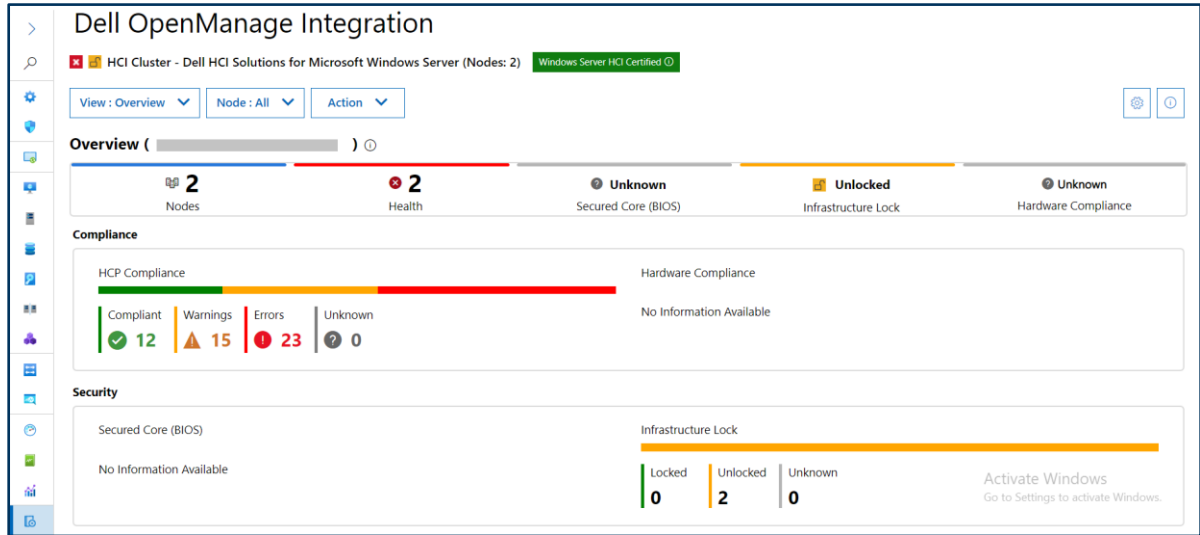 Dell OpenManage Integration
HCI Cluster - Dell HCI Solutions for Microsoft Windows Server (Nodes: 2) Windows Server HCI Certified
View : Overview Node : All Action
Overview ( )
2 2 Unknown Unlocked Unknown
Nodes Health Secured Core (BIOS) Infrastructure Lock Hardware Compliance
Compliance
HCP Compliance Hardware Compliance
No Information Available
Compliant Warnings Errors Unknown
12 15 23 0
Security
Secured Core (BIOS) Infrastructure Lock
No Information Available
Locked Unlocked Unknown
0 2 0
Activate Windows
Go to Settings to activate Windows.